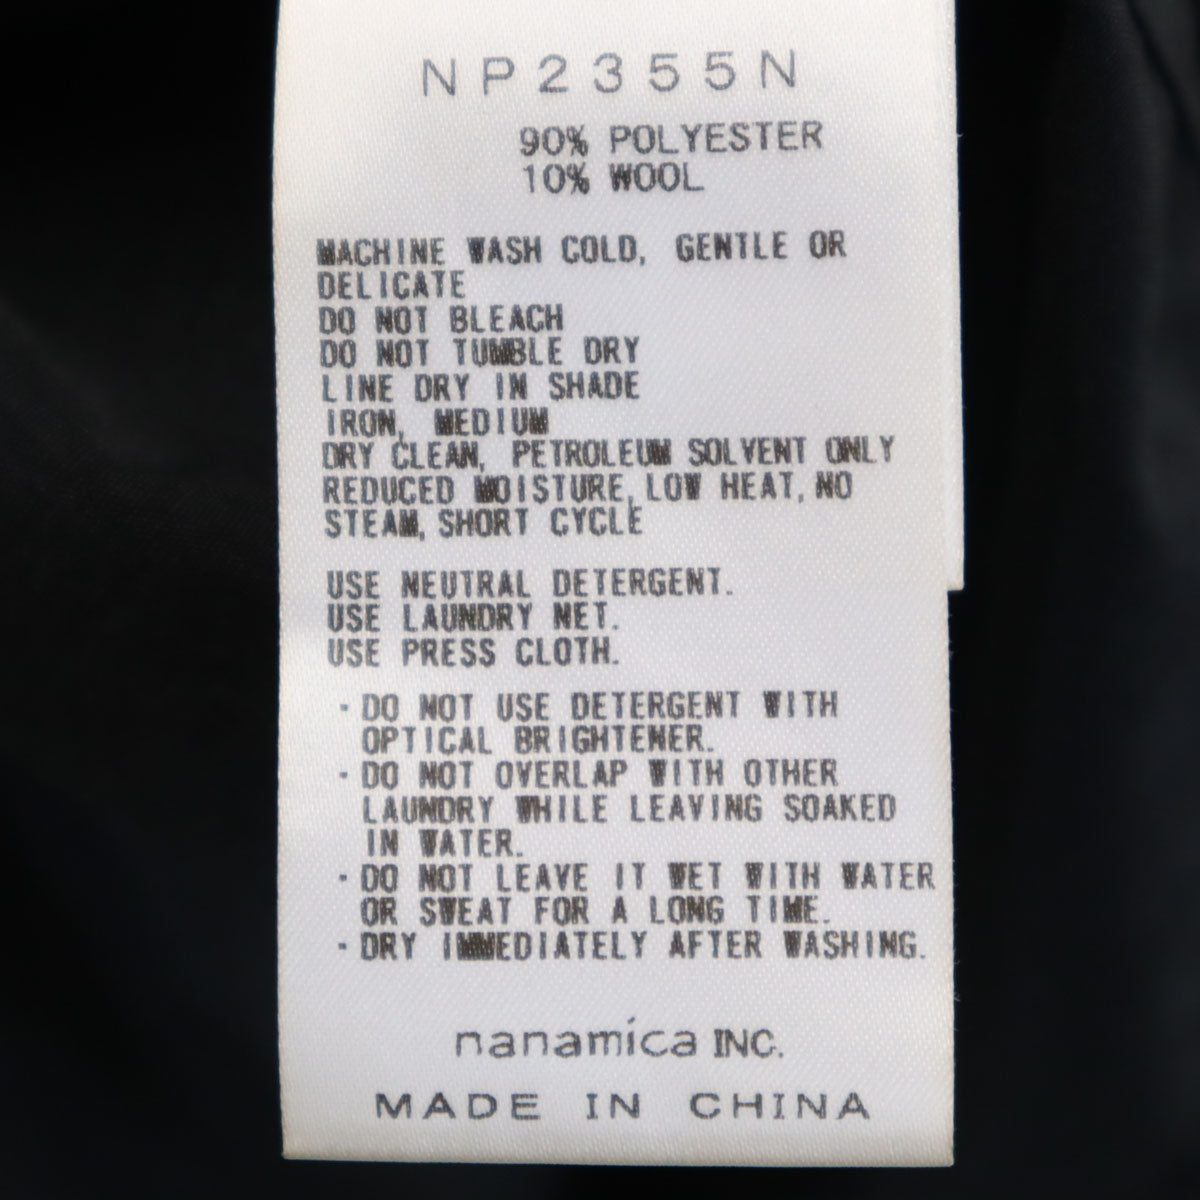 NP2355N
90% POLYESTER
10% WOOL
MACHINE WASH COLD, GENTLE OR
DELICATE
DO NOT BLEACH
DO NOT TUMBLE DRY
LINE DRY IN SHADE
IRON, MEDIUM
DRY CLEAN, PETROLEUM SOLVENT ONLY
REDUCED MOISTURE, LOW HEAT, NO
STEAM, SHORT CYCLE
USE NEUTRAL DETERGENT.
USE LAUNDRY NET.
USE PRESS CLOTH.
・DO NOT USE DETERGENT WITH
OPTICAL BRIGHTENER.
・DO NOT OVERLAP WITH OTHER
LAUNDRY WHILE LEAVING SOAKED
IN WATER.
・DO NOT LEAVE IT WET WITH WATER
OR SWEAT FOR A LONG TIME.
・DRY IMMEDIATELY AFTER WASHING.
nanamica INC.
MADE IN CHINA